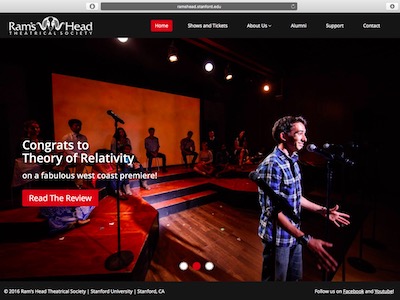 ramshead.stanford.edu
Ram's Head
THEATRICAL SOCIETY
Home
Shows and Tickets
About Us
Alumni
Support
Contact
Congrats to
Theory of Relativity
on a fabulous west coast premiere!
Read The Review
© 2016 Ram's Head Theatrical Society | Stanford University | Stanford, CA
Follow us on Facebook and Youtube!